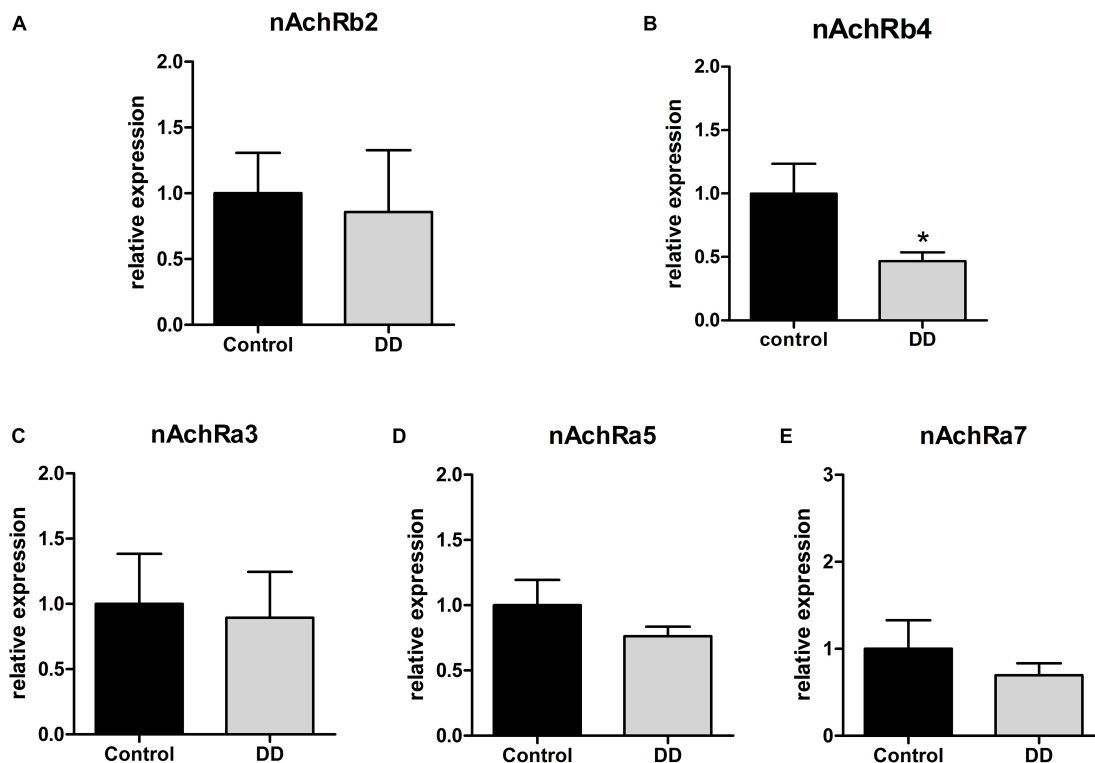 A
nAchRb2
relative expression
2.0
1.5
1.0
0.5
0.0
Control DD
B
nAchRb4
relative expression
2.0
1.5
1.0
0.5
0.0
*
control DD
C
nAchRa3
relative expression
2.0
1.5
1.0
0.5
0.0
Control DD
D
nAchRa5
relative expression
2.0
1.5
1.0
0.5
0.0
Control DD
E
nAchRa7
relative expression
3
2
1
0
Control DD